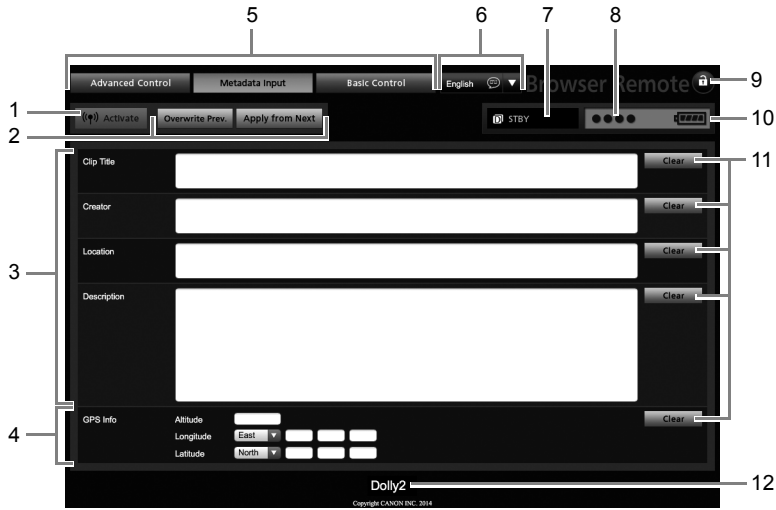 5 6 7 8
Advanced Control Metadata Input Basic Control English Browser Remote 9
1 Activate Overwrite Prev. Apply from Next STBY 10
2
Clip Title Clear 11
Creator Clear
3 Location Clear
Description Clear
4 GPS Info Altitude Clear
Longitude East
Latitude North
Dolly2 12
Copyright CANON INC. 2014